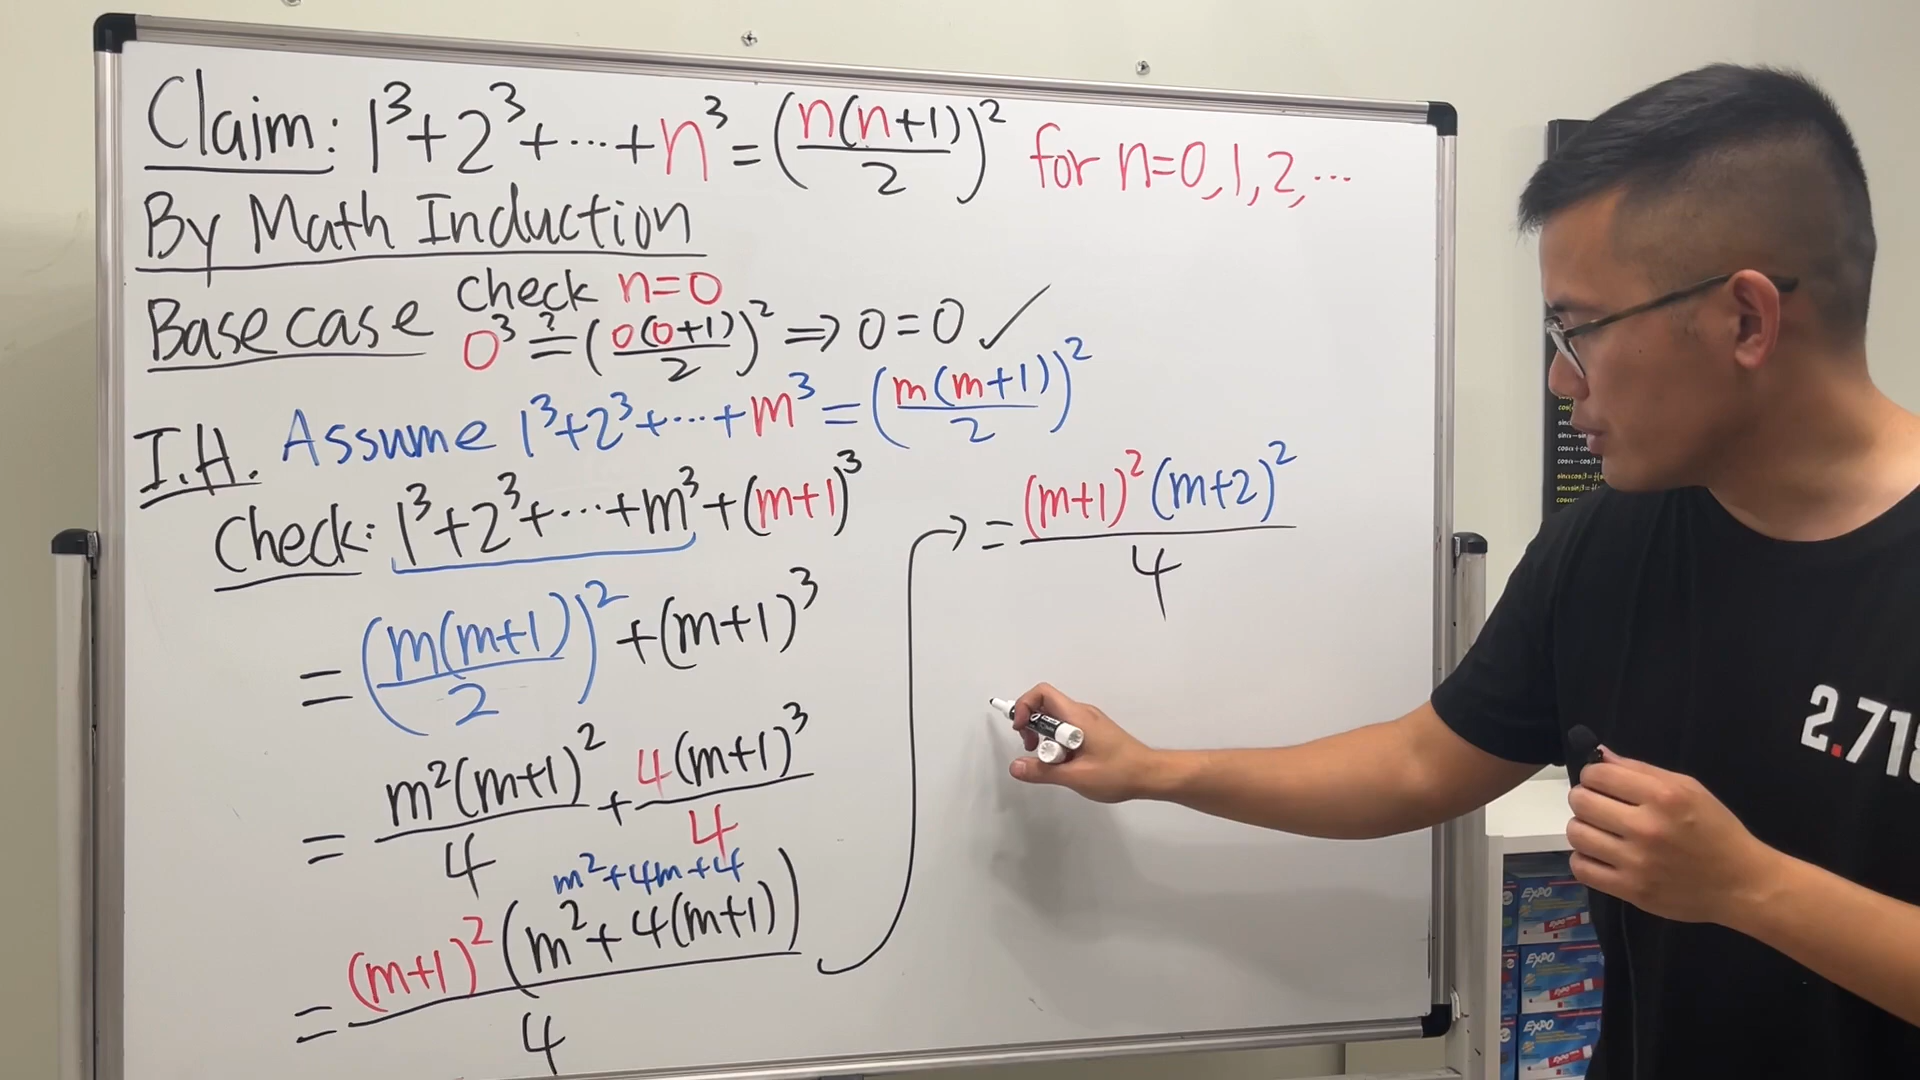 Claim: 1³+2³+⋯+n³=(n(n+1)/2)² for n=0,1,2,⋯
By Math Induction
Base case check n=0
0³ ≟ (0(0+1)/2)² ⇒ 0=0 ✓
I.H. Assume 1³+2³+⋯+m³=(m(m+1)/2)²
Check: 1³+2³+⋯+m³+(m+1)³
=(m(m+1)/2)²+(m+1)³
= m²(m+1)²/4 + 4(m+1)³/4
m²+4m+4
= (m+1)²(m²+4(m+1))/4
→ = (m+1)²(m+2)²/4
2.718
EXPO
EXPO
EXPO